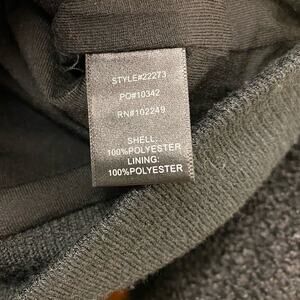 STYLE#22273
PO#10342
RN#102249
SHELL:
100%POLYESTER
LINING:
100%POLYESTER